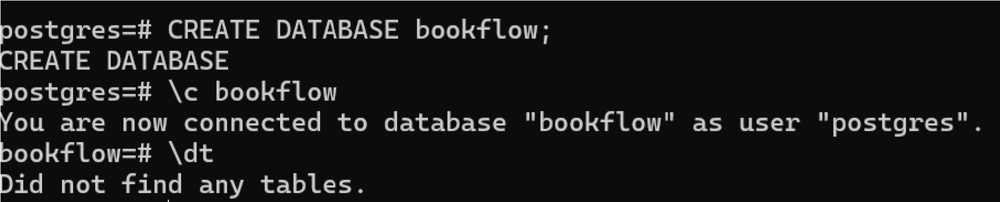 postgres=# CREATE DATABASE bookflow;
CREATE DATABASE
postgres=# \c bookflow
You are now connected to database "bookflow" as user "postgres".
bookflow=# \dt
Did not find any tables.